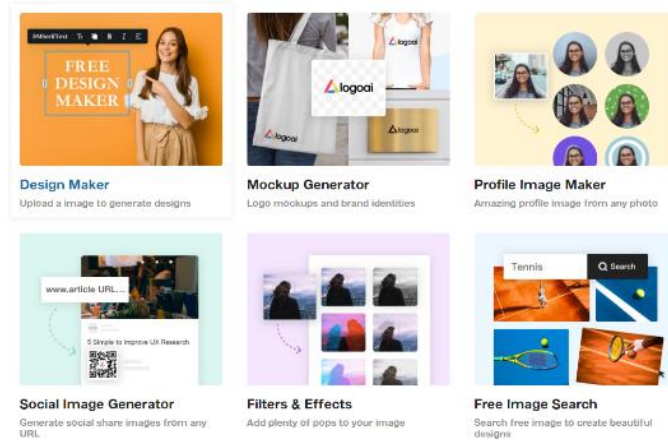 FREE
DESIGN
MAKER
logoai
logoai
logoai
logoai
Design Maker
Upload a image to generate designs
Mockup Generator
Logo mockups and brand identities
Profile Image Maker
Amazing profile image from any photo
www.article URL...
5 Simple to Improve UX Research
Tennis
Search
Social Image Generator
Generate social share images from any
URL
Filters & Effects
Add plenty of pops to your image
Free Image Search
Search free image to create beautiful
designs